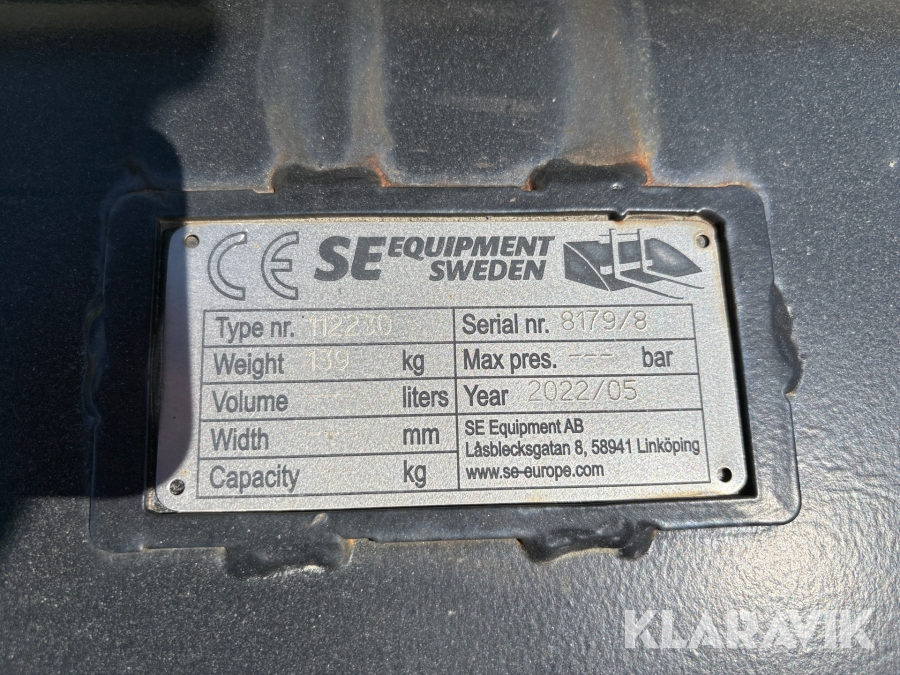 CE SE EQUIPMENT
SWEDEN
Type nr. 112230 Serial nr. 8179/8
Weight 139 kg Max pres. --- bar
Volume --- liters Year 2022/05
Width --- mm SE Equipment AB
Låsblecksgatan 8, 58941 Linköping
Capacity kg www.se-europe.com
KLARAVIK